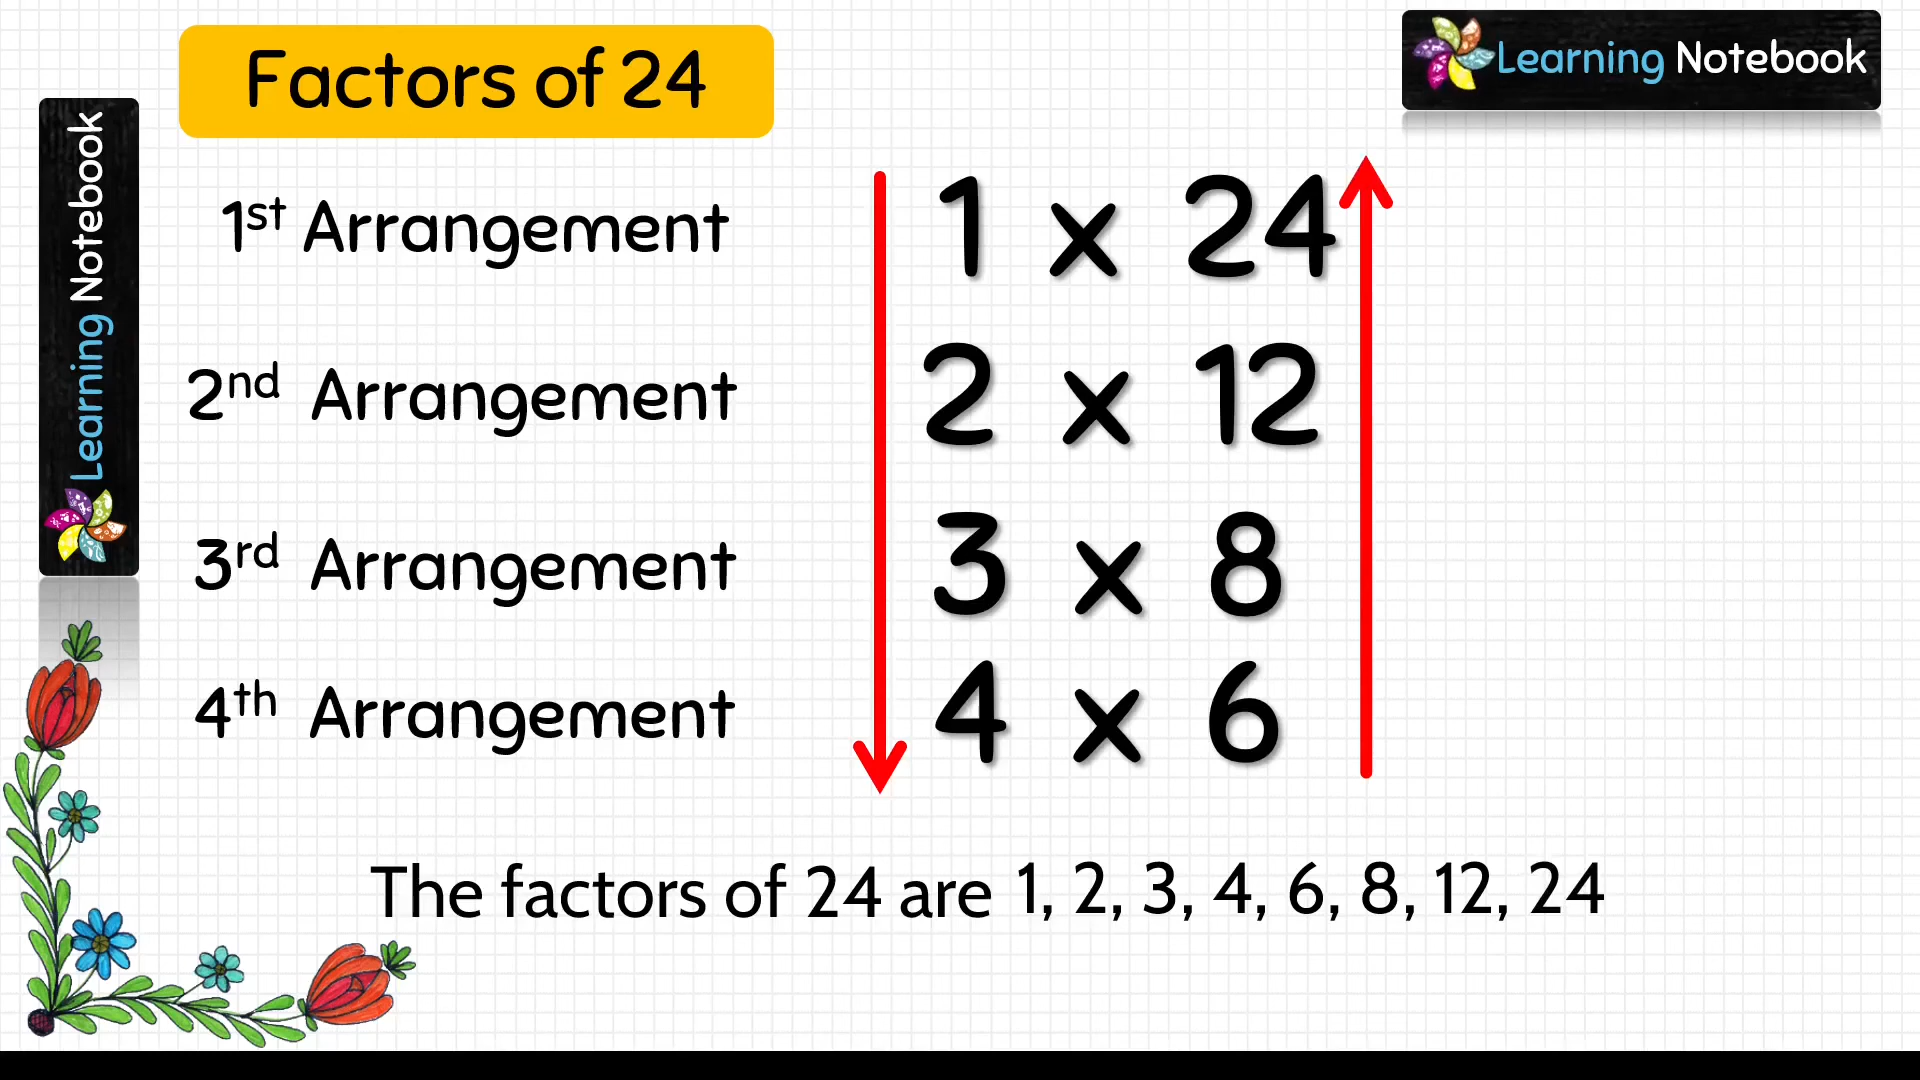 Factors of 24
Learning Notebook
Learning Notebook
1st Arrangement 1 x 24
2nd Arrangement 2 x 12
3rd Arrangement 3 x 8
4th Arrangement 4 x 6
The factors of 24 are 1, 2, 3, 4, 6, 8, 12, 24